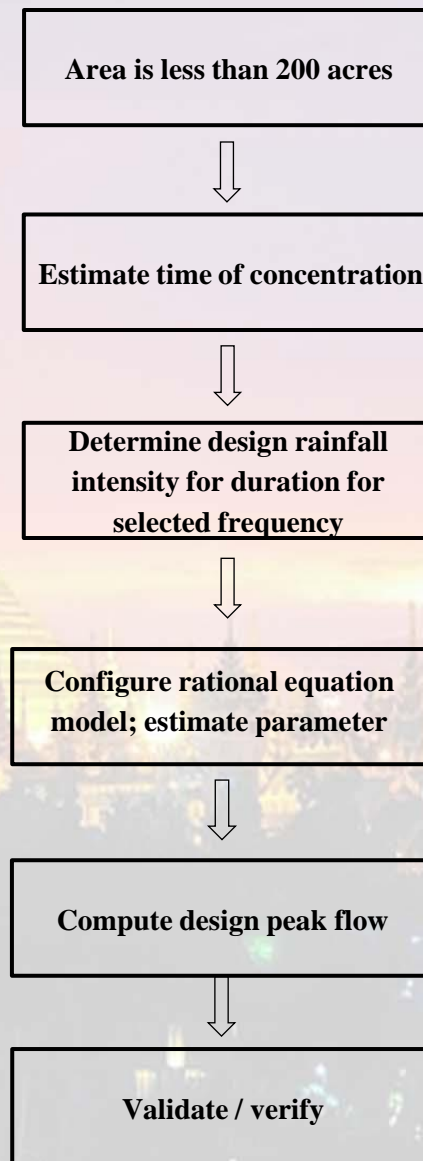 Area is less than 200 acres
Estimate time of concentration
Determine design rainfall
intensity for duration for
selected frequency
Configure rational equation
model; estimate parameter
Compute design peak flow
Validate / verify